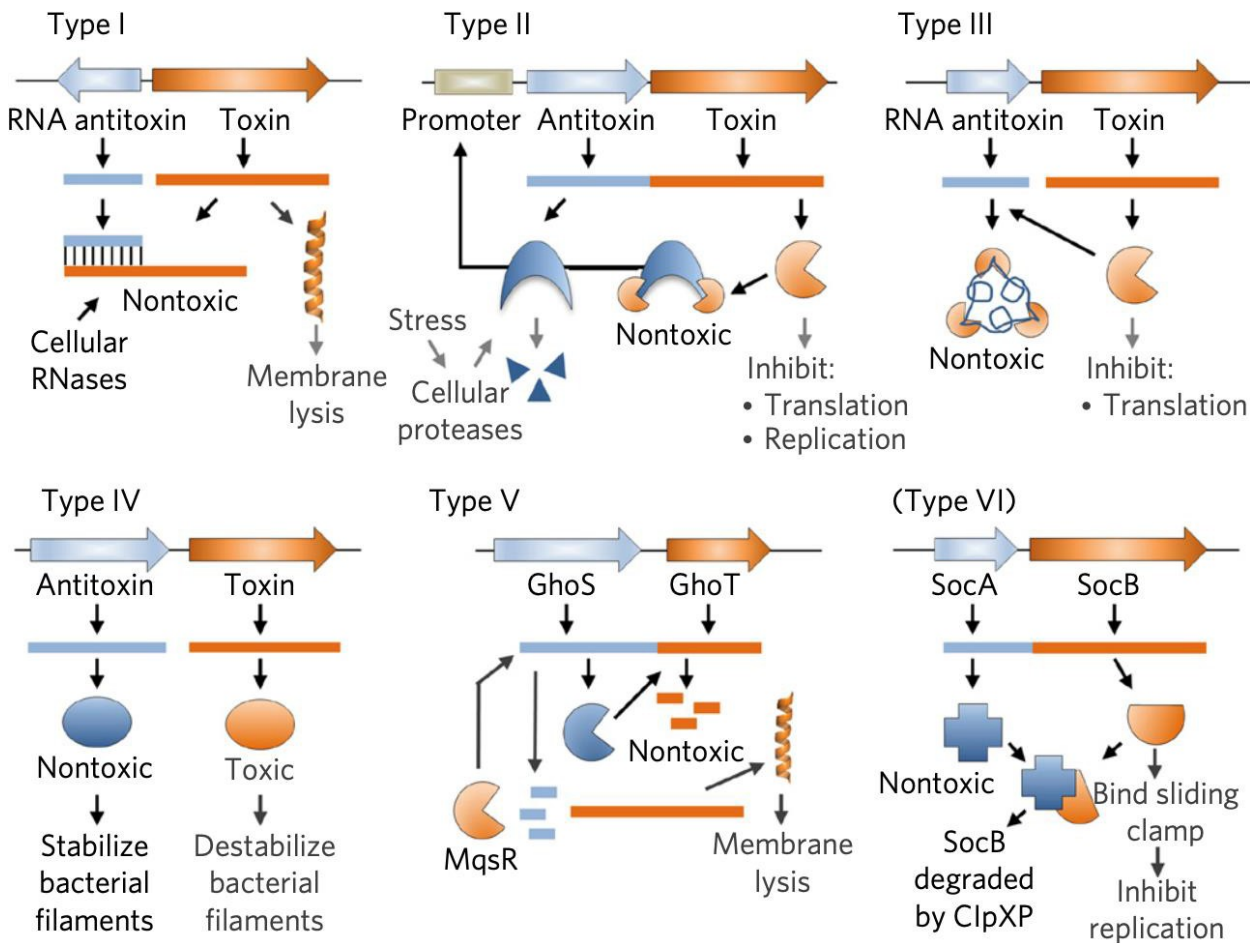 Type I
RNA antitoxin
Toxin
Nontoxic
Cellular
RNases
Membrane
lysis
Type II
Promoter
Antitoxin
Toxin
Stress
Cellular
proteases
Nontoxic
Inhibit:
• Translation
• Replication
Type III
RNA antitoxin
Toxin
Nontoxic
Inhibit:
• Translation
Type IV
Antitoxin
Toxin
Nontoxic
Toxic
Stabilize
bacterial
filaments
Destabilize
bacterial
filaments
Type V
GhoS
GhoT
Nontoxic
MqsR
Membrane
lysis
(Type VI)
SocA
SocB
Nontoxic
Bind sliding
clamp
SocB
degraded
by ClpXP
Inhibit
replication